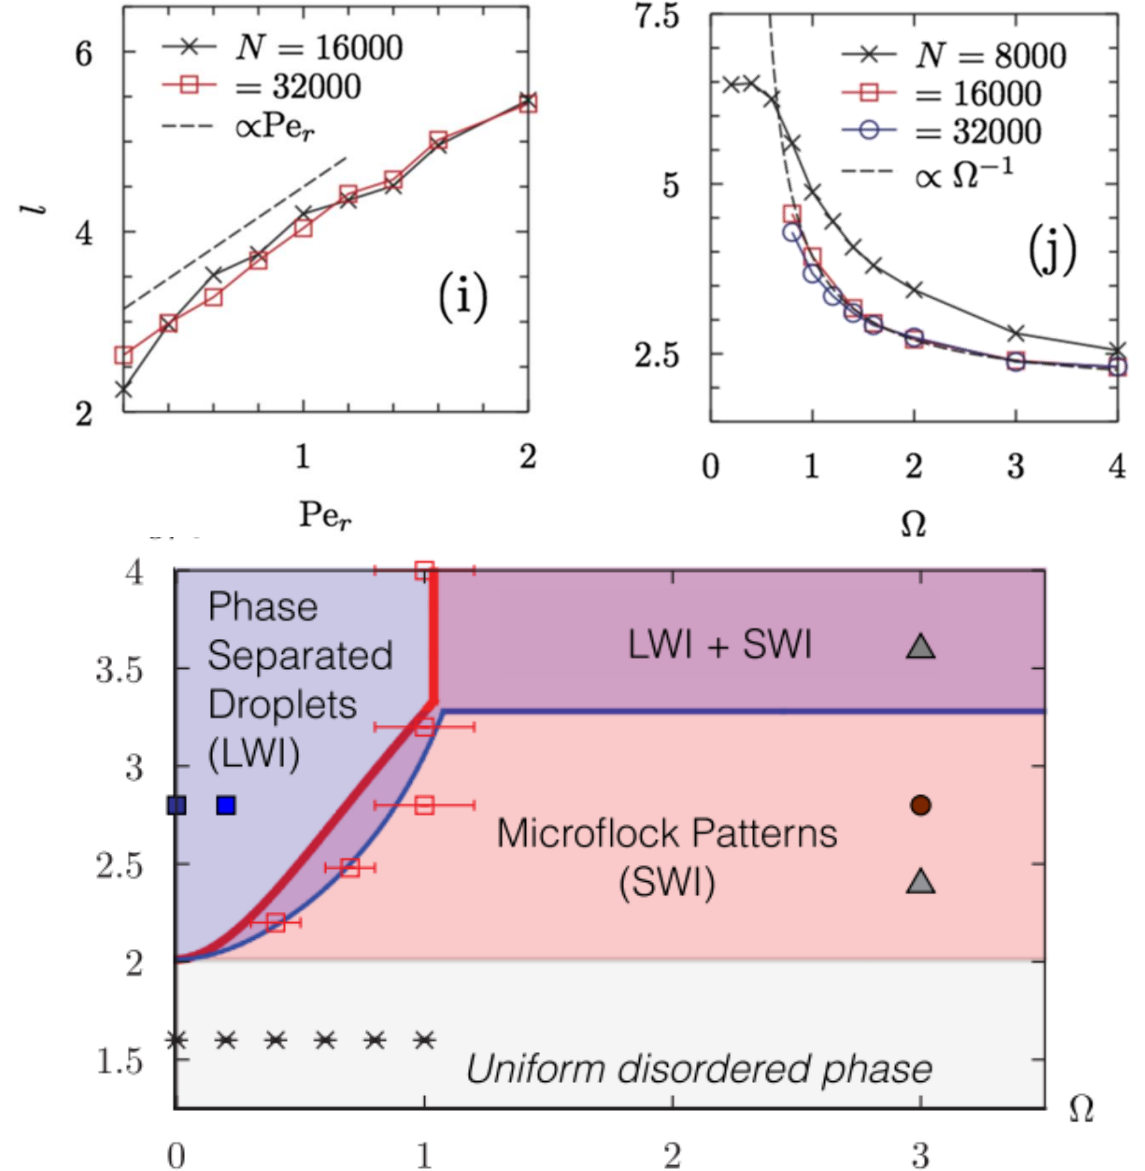 6
4
2
l
N = 16000
= 32000
∝Peᵣ
(i)
1
2
Peᵣ
7.5
5
2.5
N = 8000
= 16000
= 32000
∝ Ω⁻¹
(j)
0
1
2
3
4
Ω
4
3.5
3
2.5
2
1.5
Phase
Separated
Droplets
(LWI)
LWI + SWI
Microflock Patterns
(SWI)
Uniform disordered phase
Ω
0
1
2
3